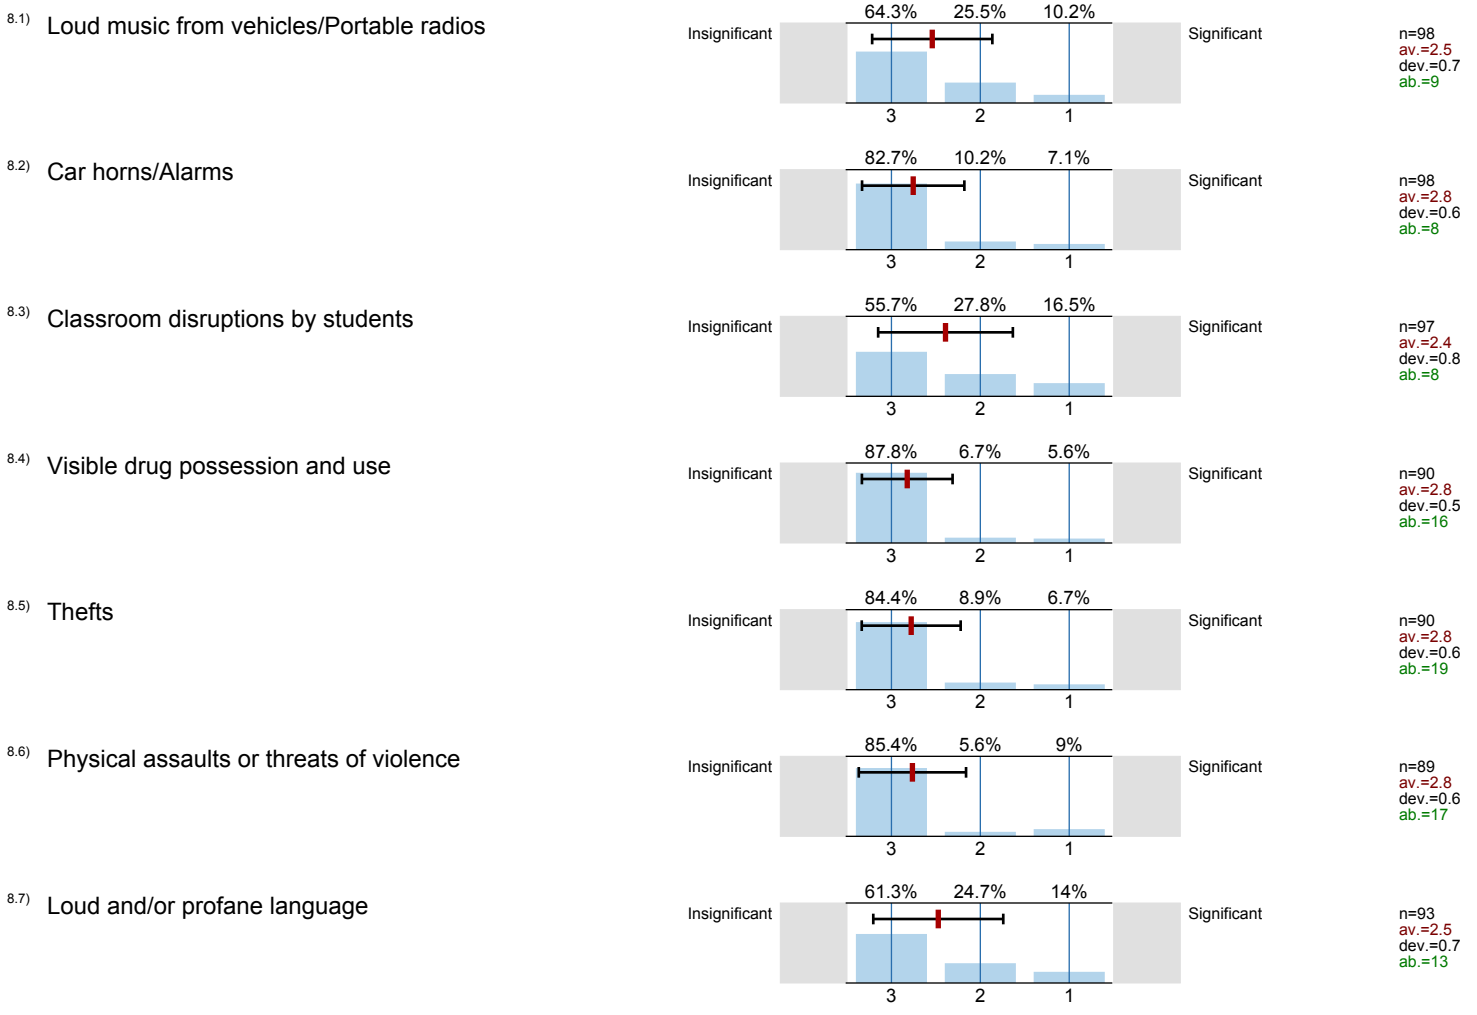 8.1) Loud music from vehicles/Portable radios
64.3% 25.5% 10.2%
Insignificant Significant
3 2 1
n=98
av.=2.5
dev.=0.7
ab.=9
8.2) Car horns/Alarms
82.7% 10.2% 7.1%
Insignificant Significant
3 2 1
n=98
av.=2.8
dev.=0.6
ab.=8
8.3) Classroom disruptions by students
55.7% 27.8% 16.5%
Insignificant Significant
3 2 1
n=97
av.=2.4
dev.=0.8
ab.=8
8.4) Visible drug possession and use
87.8% 6.7% 5.6%
Insignificant Significant
3 2 1
n=90
av.=2.8
dev.=0.5
ab.=16
8.5) Thefts
84.4% 8.9% 6.7%
Insignificant Significant
3 2 1
n=90
av.=2.8
dev.=0.6
ab.=19
8.6) Physical assaults or threats of violence
85.4% 5.6% 9%
Insignificant Significant
3 2 1
n=89
av.=2.8
dev.=0.6
ab.=17
8.7) Loud and/or profane language
61.3% 24.7% 14%
Insignificant Significant
3 2 1
n=93
av.=2.5
dev.=0.7
ab.=13